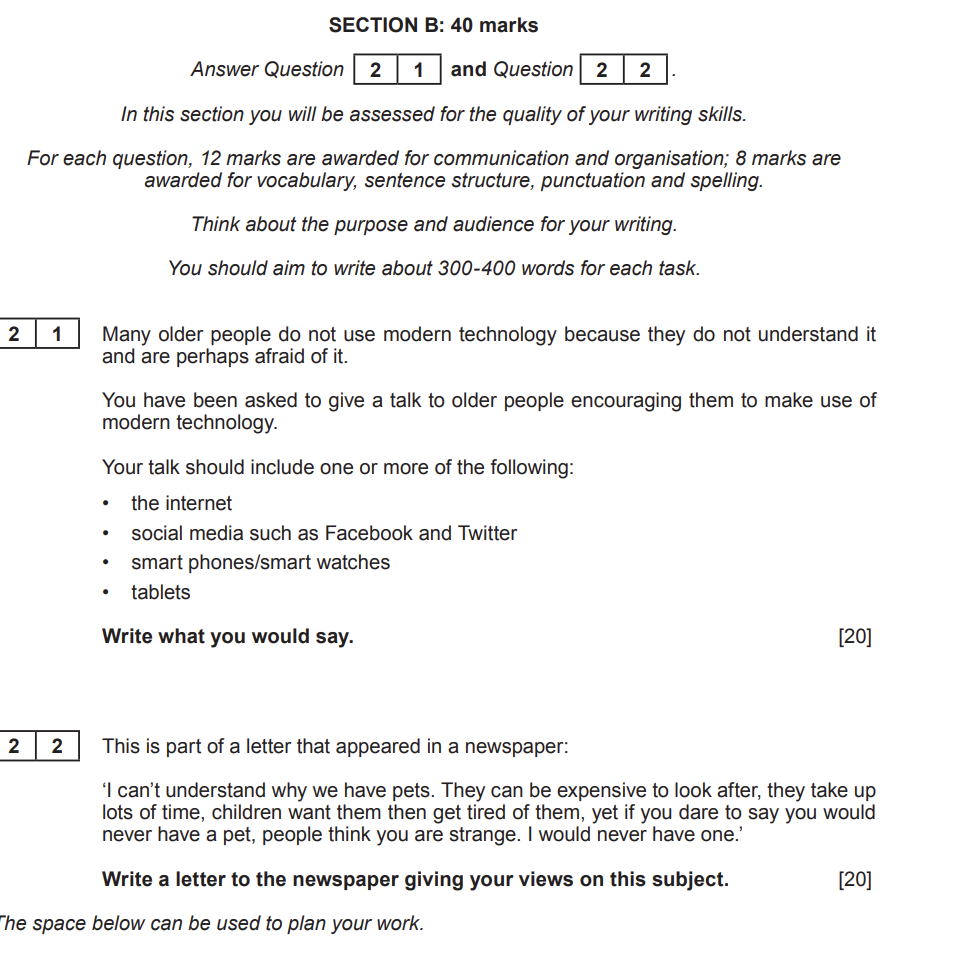 SECTION B: 40 marks
Answer Question 2 1 and Question 2 2 .
In this section you will be assessed for the quality of your writing skills.
For each question, 12 marks are awarded for communication and organisation; 8 marks are
awarded for vocabulary, sentence structure, punctuation and spelling.
Think about the purpose and audience for your writing.
You should aim to write about 300-400 words for each task.
2 1 Many older people do not use modern technology because they do not understand it
and are perhaps afraid of it.
You have been asked to give a talk to older people encouraging them to make use of
modern technology.
Your talk should include one or more of the following:
• the internet
• social media such as Facebook and Twitter
• smart phones/smart watches
• tablets
Write what you would say. [20]
2 2 This is part of a letter that appeared in a newspaper:
‘I can’t understand why we have pets. They can be expensive to look after, they take up
lots of time, children want them then get tired of them, yet if you dare to say you would
never have a pet, people think you are strange. I would never have one.’
Write a letter to the newspaper giving your views on this subject. [20]
The space below can be used to plan your work.